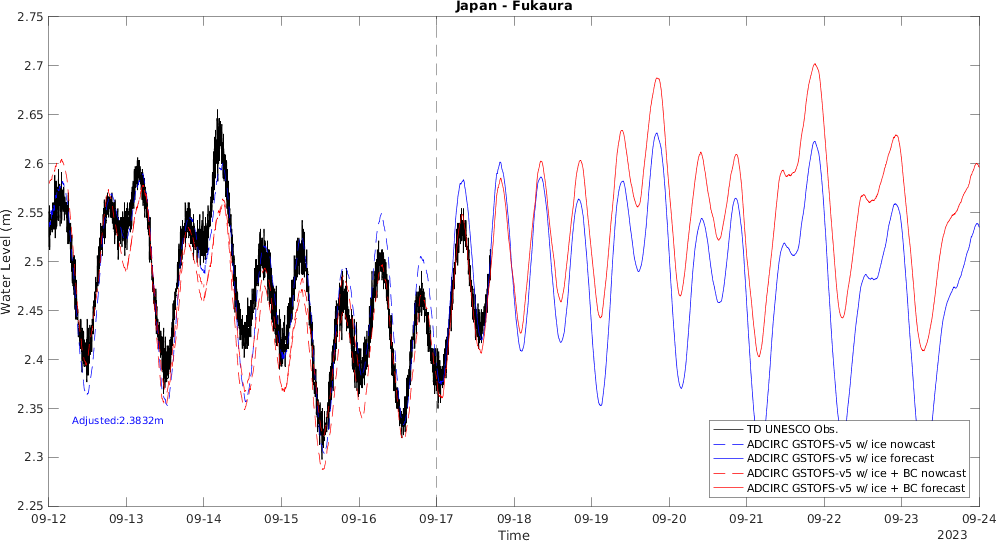 Japan - Fukaura
Water Level (m)
2.75
2.7
2.65
2.6
2.55
2.5
2.45
2.4
2.35
2.3
2.25
Adjusted:2.3832m
TD UNESCO Obs.
ADCIRC GSTOFS-v5 w/ ice nowcast
ADCIRC GSTOFS-v5 w/ ice forecast
ADCIRC GSTOFS-v5 w/ ice + BC nowcast
ADCIRC GSTOFS-v5 w/ ice + BC forecast
09-12 09-13 09-14 09-15 09-16 09-17 09-18 09-19 09-20 09-21 09-22 09-23 09-24
Time
2023